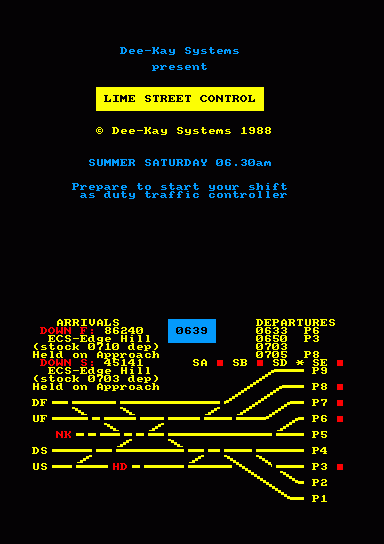 Dee-Kay Systems
present
LIME STREET CONTROL
© Dee-Kay Systems 1988
SUMMER SATURDAY 06.30am
Prepare to start your shift
as duty traffic controller
ARRIVALS 0639 DEPARTURES
DOWN F: 86240 0633 P6
ECS-Edge Hill 0650 P3
(stock 0710 dep) 0703
Held on Approach 0705 P8
DOWN S: 45141 SA SB SD * SE
ECS-Edge Hill P9
(stock 0703 dep)
Held on Approach P8
DF P7
UF P6
NX P5
DS P4
US HD P3
P2
P1